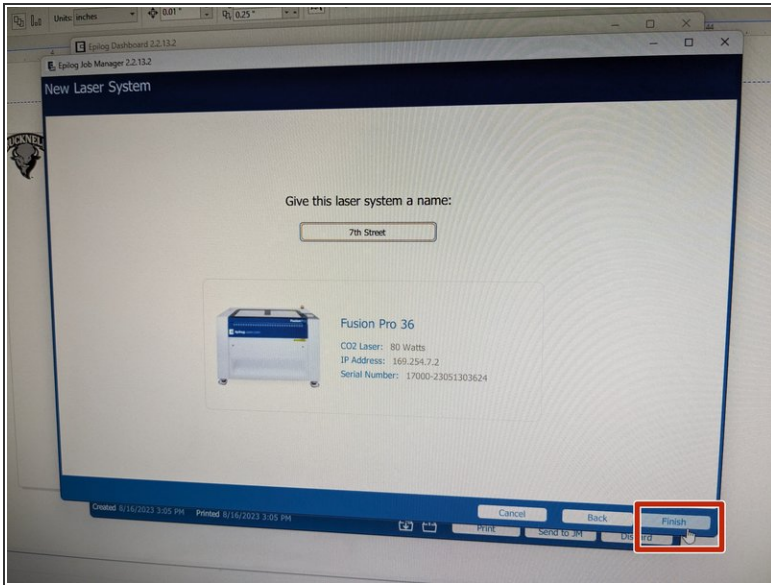 Units: inches 0.01" 0.25"
Epilog Dashboard 2.2.13.2
Epilog Job Manager 2.2.13.2
New Laser System
BUCKNELL
Give this laser system a name:
7th Street
Fusion Pro 36
CO2 Laser: 80 Watts
IP Address: 169.254.7.2
Serial Number: 17000-23051303624
Cancel Back Finish
Created 8/16/2023 3:05 PM Printed 8/16/2023 3:05 PM
Print Send to JM